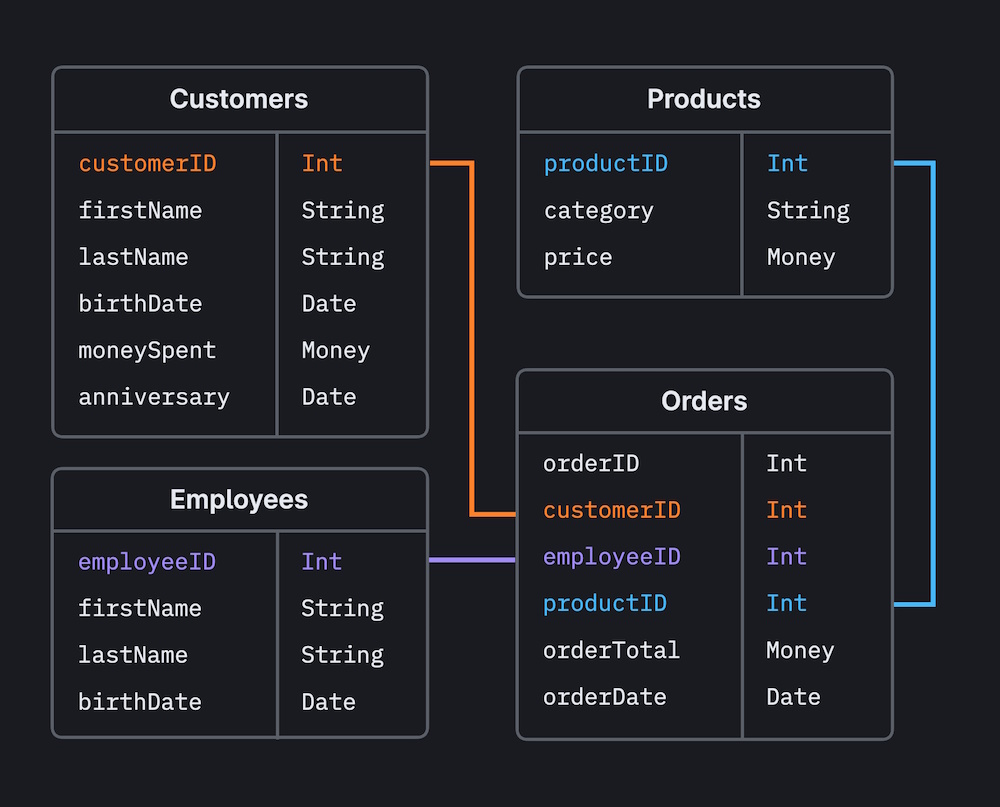 Customers
customerID Int
firstName String
lastName String
birthDate Date
moneySpent Money
anniversary Date
Products
productID Int
category String
price Money
Employees
employeeID Int
firstName String
lastName String
birthDate Date
Orders
orderID Int
customerID Int
employeeID Int
productID Int
orderTotal Money
orderDate Date